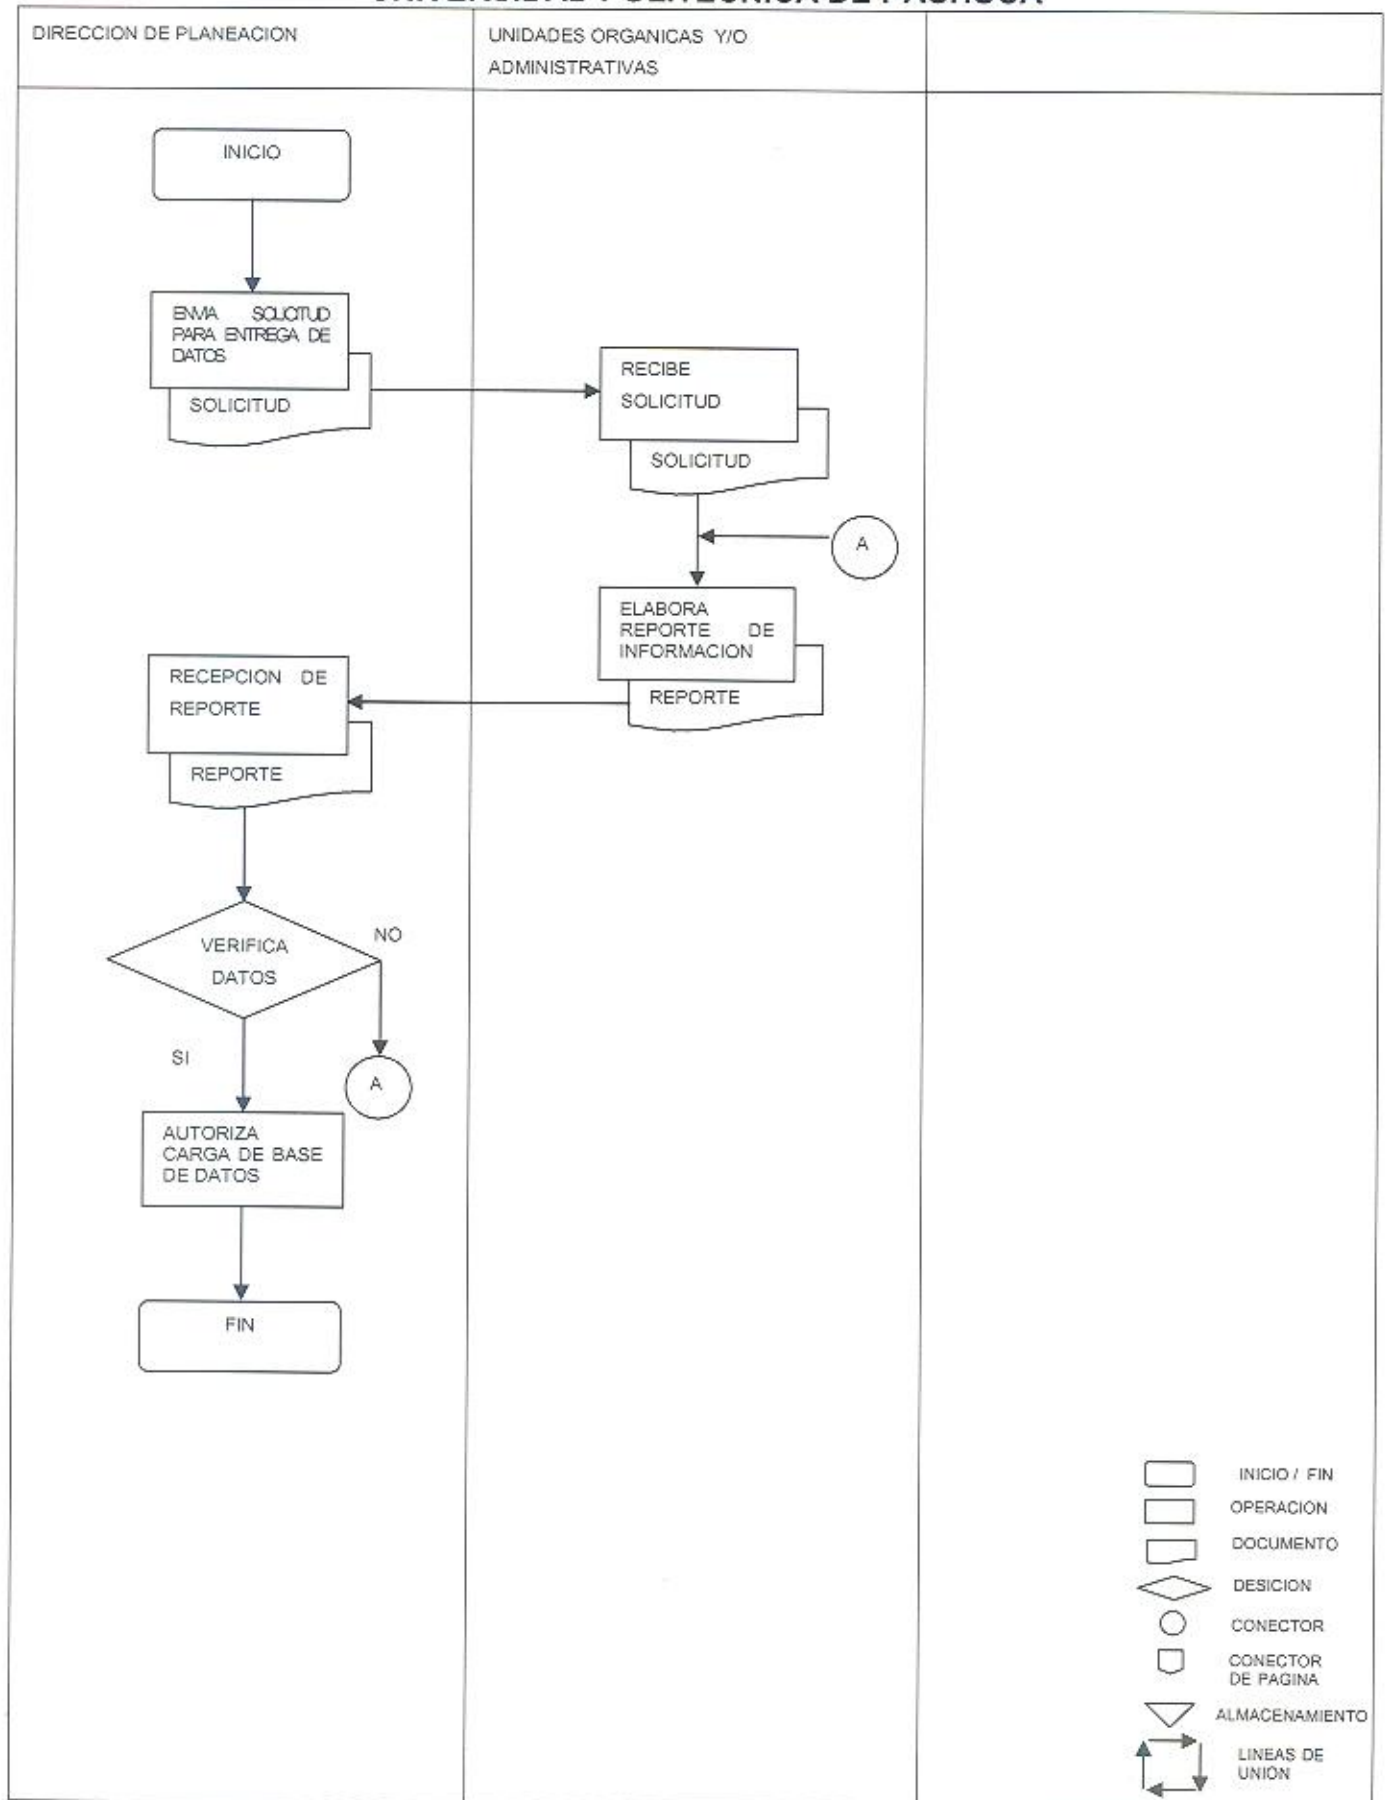 DIRECCION DE PLANEACION
UNIDADES ORGANICAS Y/O
ADMINISTRATIVAS
INICIO
ENVIA SOLICITUD
PARA ENTREGA DE
DATOS
SOLICITUD
RECIBE
SOLICITUD
SOLICITUD
A
ELABORA
REPORTE DE
INFORMACION
REPORTE
RECEPCION DE
REPORTE
REPORTE
VERIFICA
DATOS
NO
SI
A
AUTORIZA
CARGA DE BASE
DE DATOS
FIN
INICIO / FIN
OPERACION
DOCUMENTO
DESICION
CONECTOR
CONECTOR
DE PAGINA
ALMACENAMIENTO
LINEAS DE
UNION